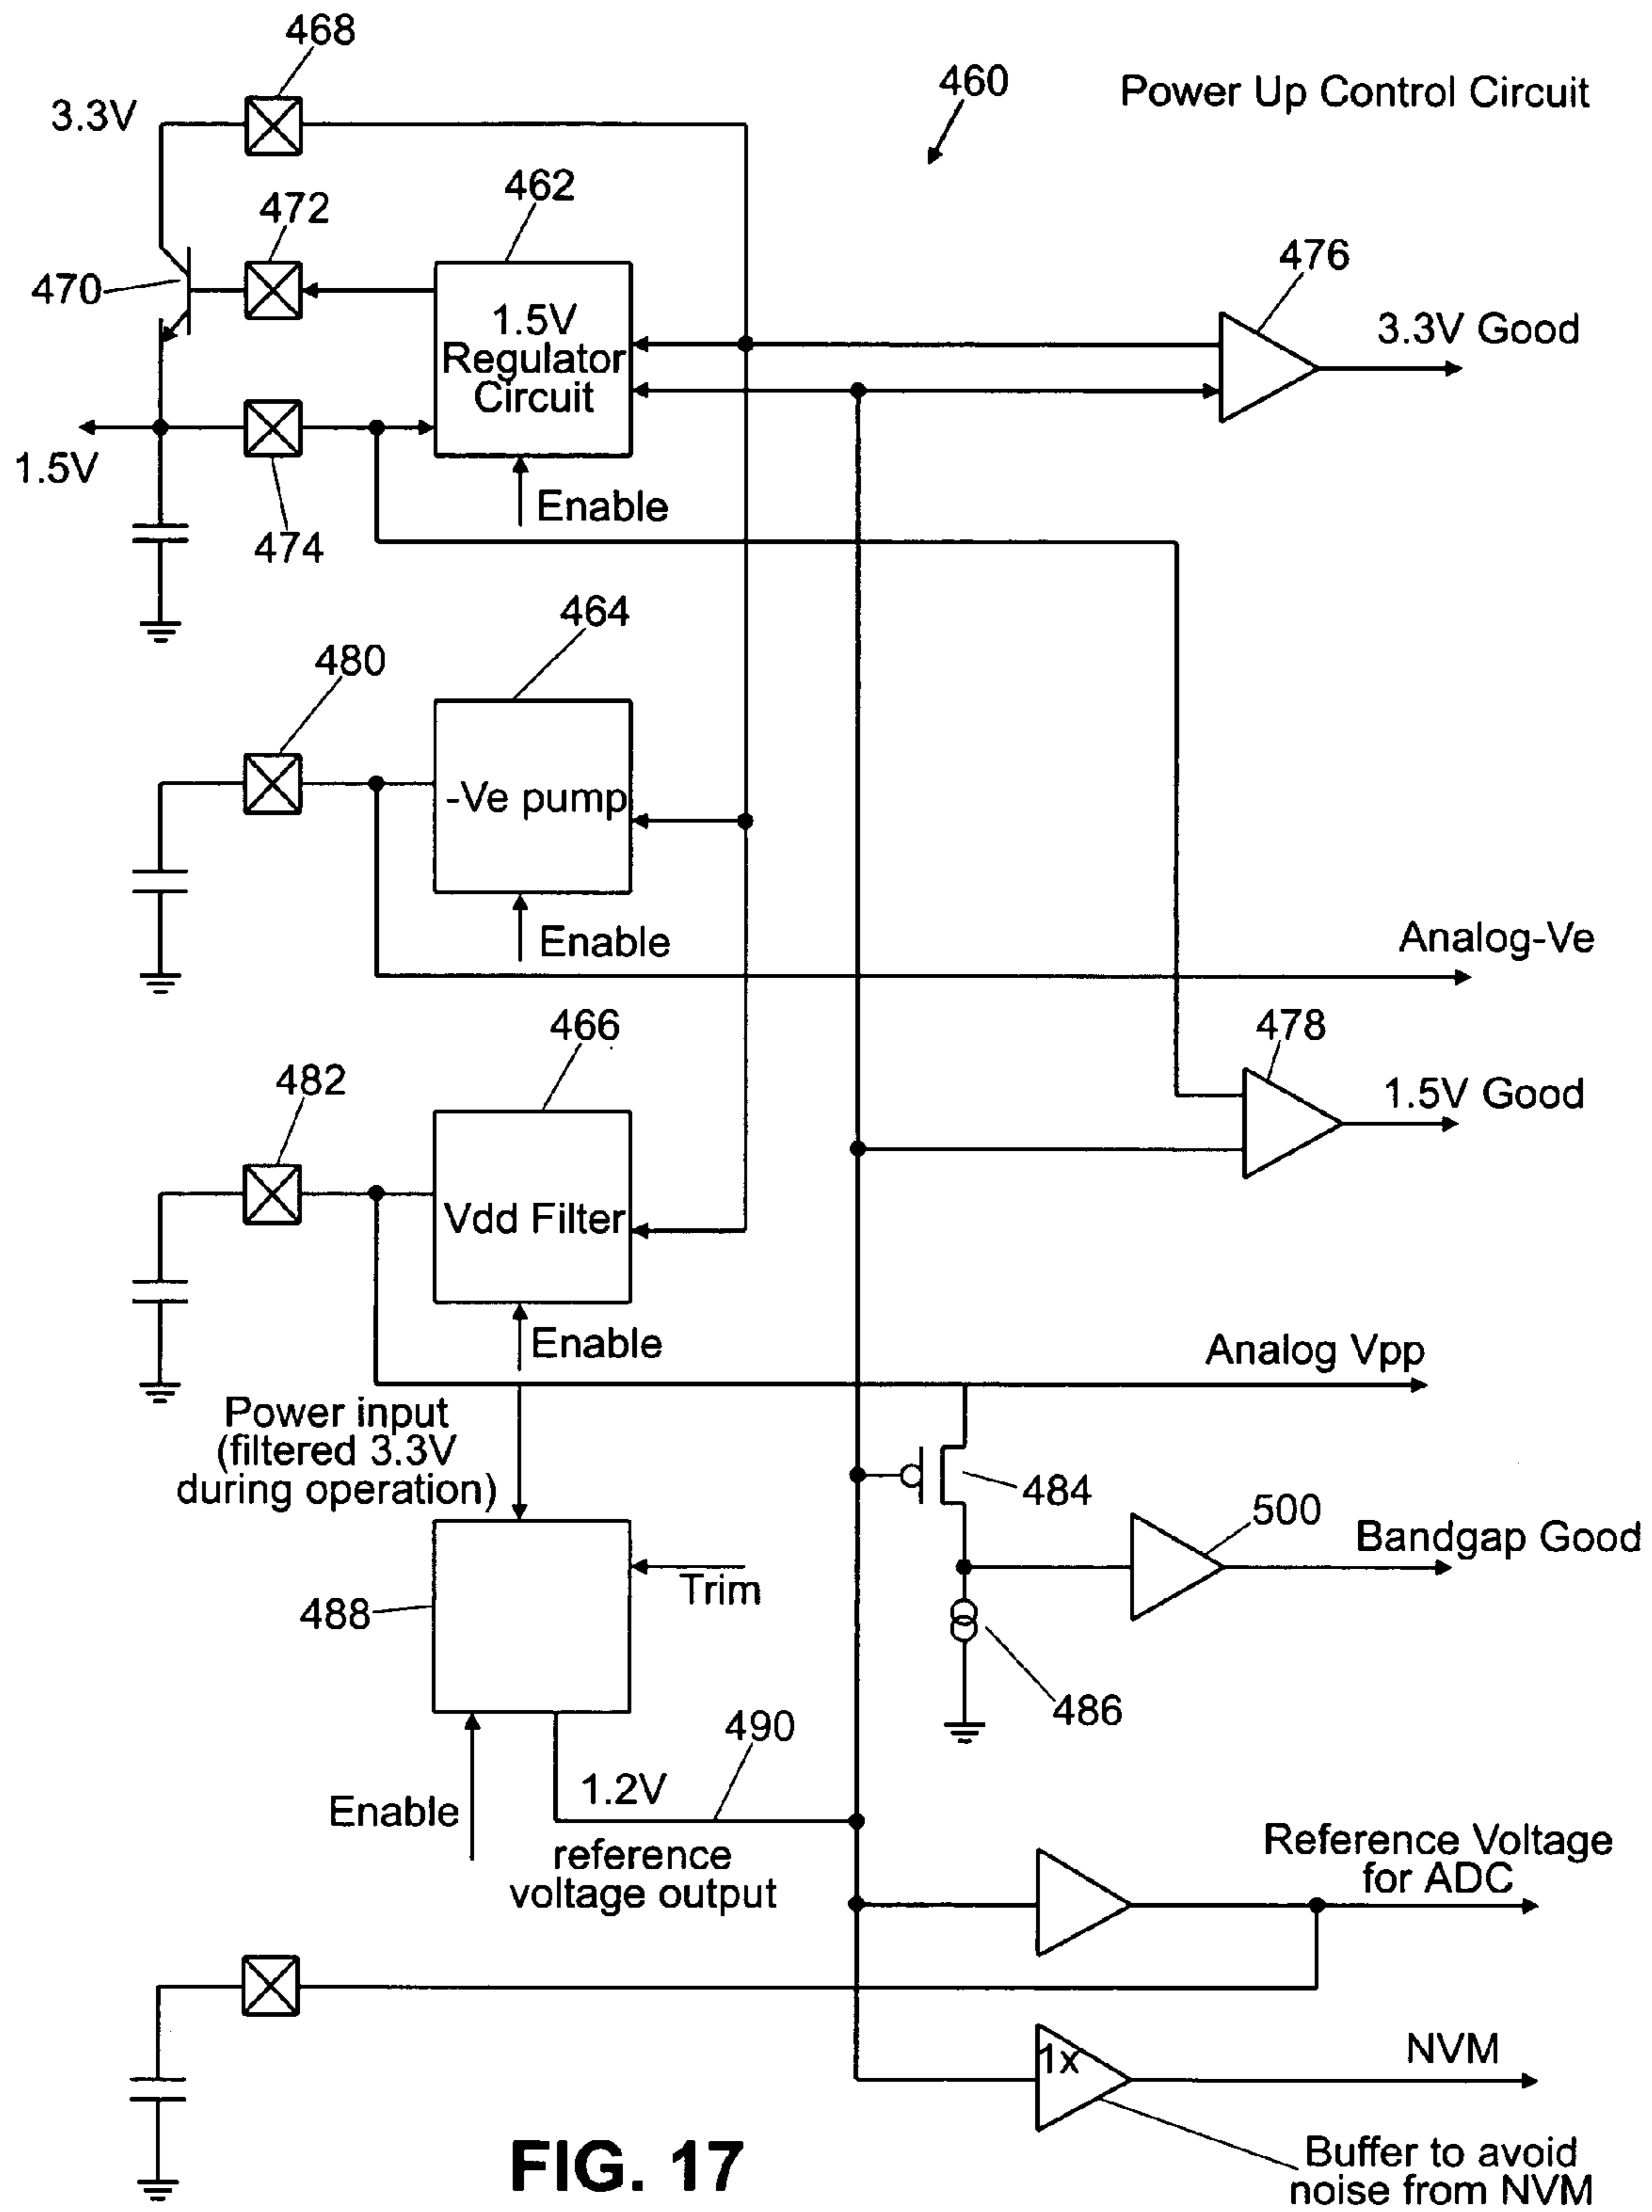 468
460
Power Up Control Circuit
3.3V
462
472
476
470
1.5V
Regulator
Circuit
3.3V Good
1.5V
Enable
474
464
480
-Ve pump
Enable
Analog-Ve
466
478
482
1.5V Good
Vdd Filter
Enable
Analog Vpp
Power input
(filtered 3.3V
during operation)
484
500
Bandgap Good
Trim
488
486
490
1.2V
Enable
reference
voltage output
Reference Voltage
for ADC
1x
NVM
FIG. 17
Buffer to avoid
noise from NVM